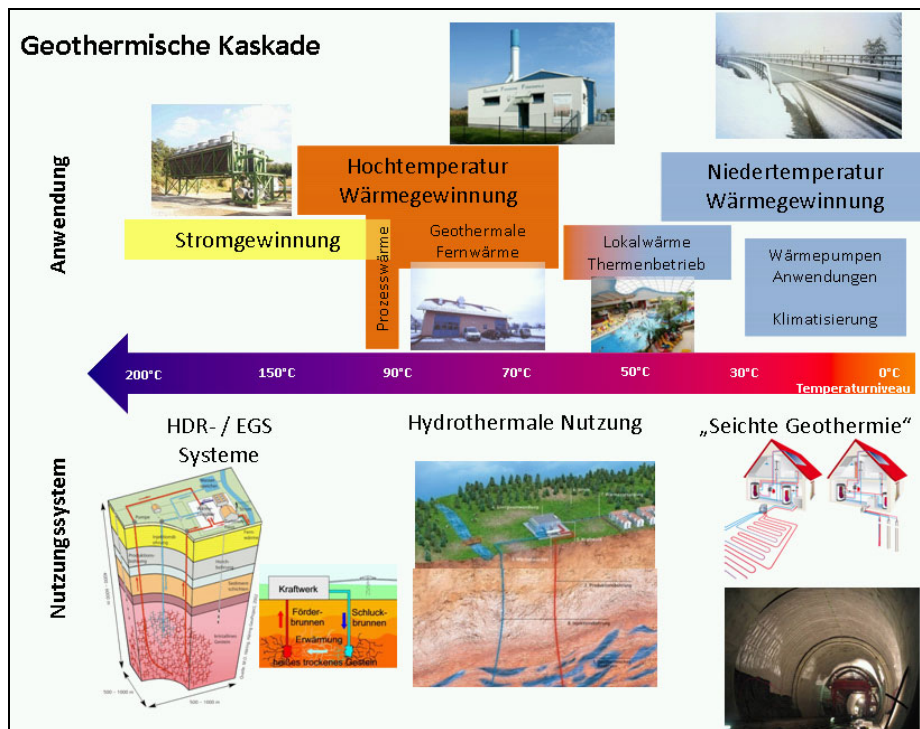 Geothermische Kaskade
Anwendung
Hochtemperatur
Wärmegewinnung
Niedertemperatur
Wärmegewinnung
Stromgewinnung
Prozesswärme
Geothermale
Fernwärme
Lokalwärme
Thermenbetrieb
Wärmepumpen
Anwendungen
Klimatisierung
200°C
150°C
90°C
70°C
50°C
30°C
0°C
Temperaturniveau
Nutzungssystem
HDR- / EGS
Systeme
Hydrothermale Nutzung
„Seichte Geothermie“
Kraftwerk
Förder-
brunnen
Schluck-
brunnen
Erwärmung
heißes trockenes Gestein